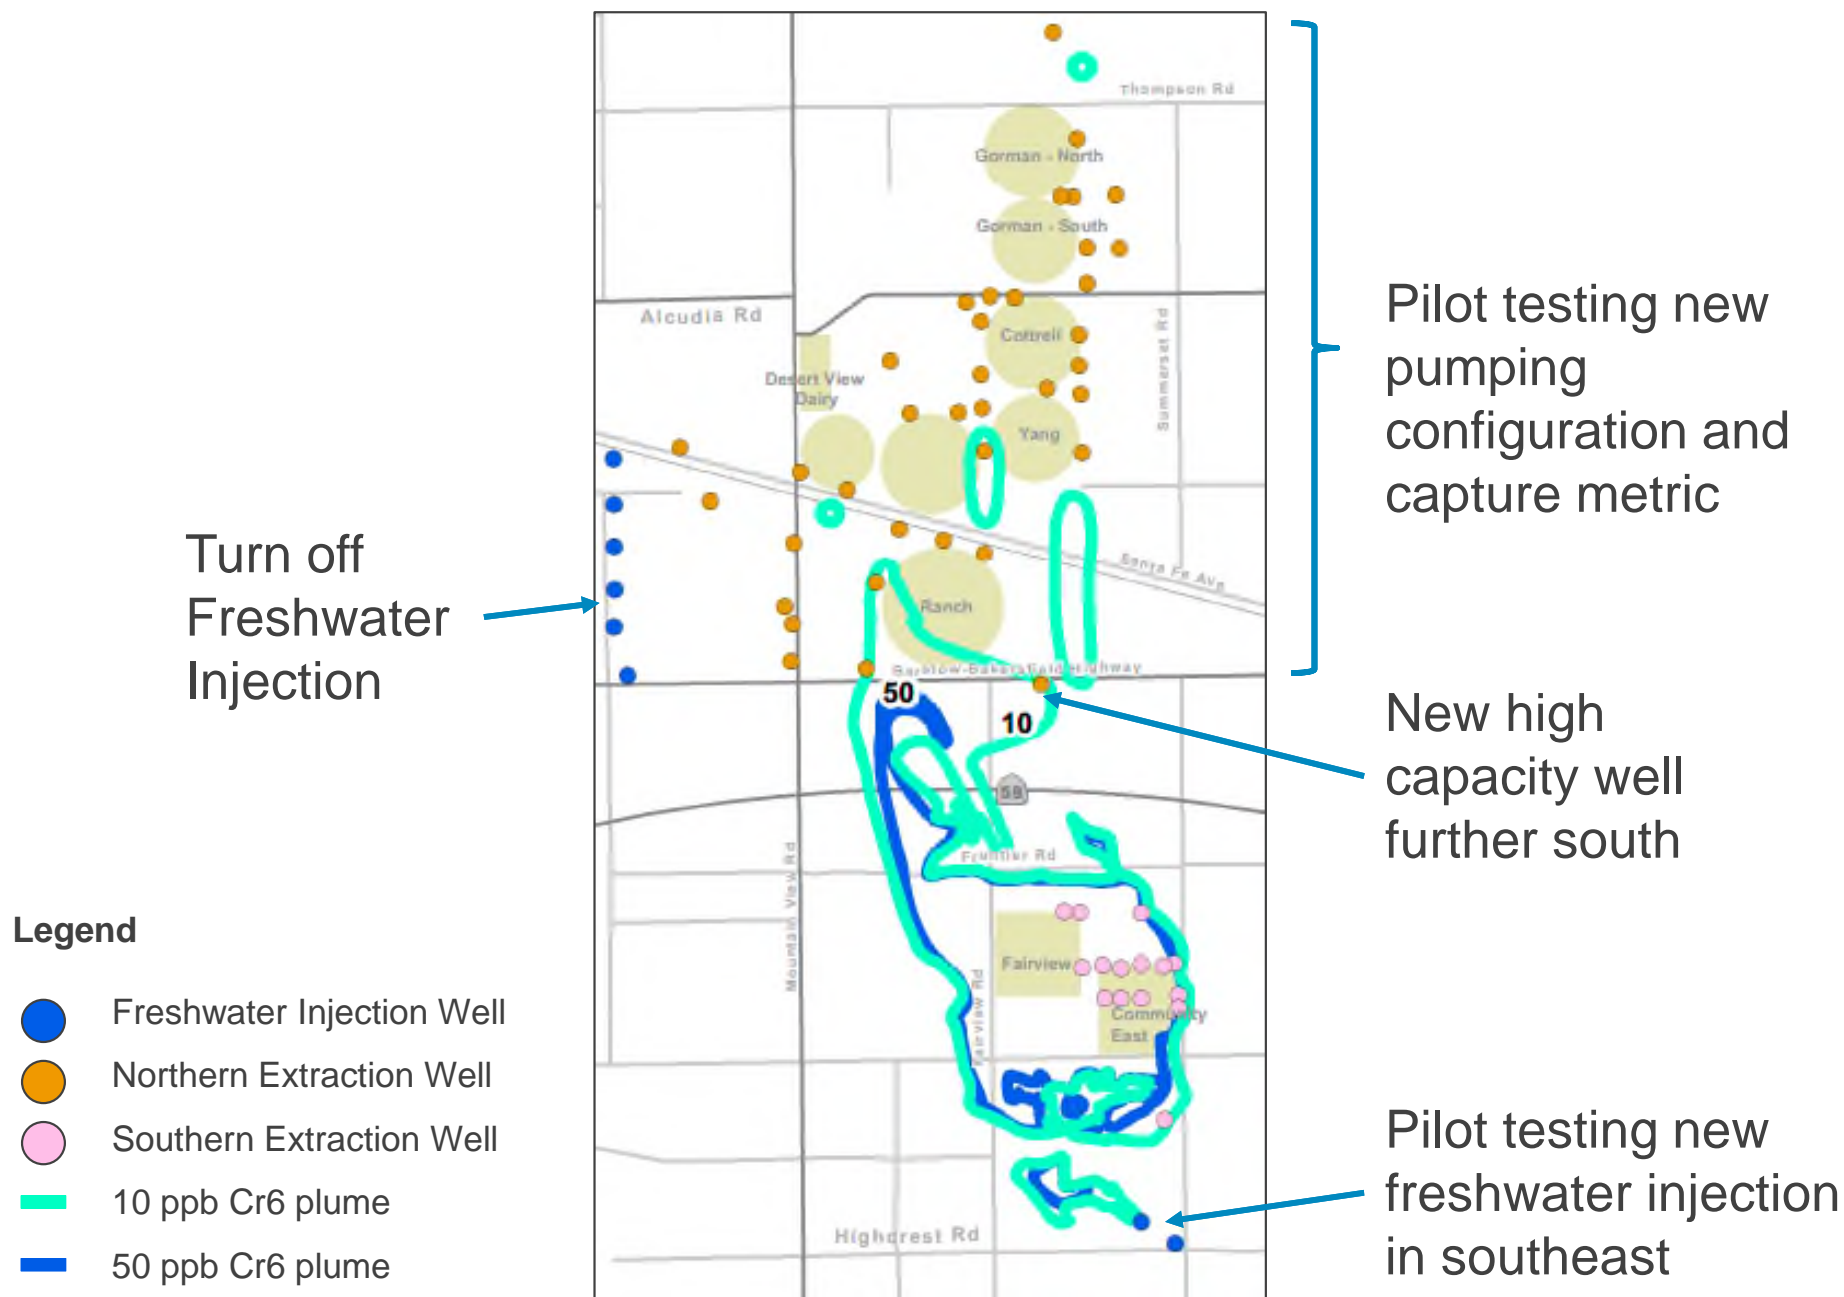 Thompson Rd
Gorman - North
Gorman - South
Alcudia Rd
Cottrell
Summerset Rd
Desert View
Dairy
Yang
Santa Fe Ave
Ranch
Barstow-Bakersfield Highway
50
10
58
Frontier Rd
Mountain View Rd
Fairview
Fairview Rd
Community
East
Highcrest Rd
Turn off
Freshwater
Injection
Pilot testing new
pumping
configuration and
capture metric
New high
capacity well
further south
Pilot testing new
freshwater injection
in southeast
Legend
Freshwater Injection Well
Northern Extraction Well
Southern Extraction Well
10 ppb Cr6 plume
50 ppb Cr6 plume